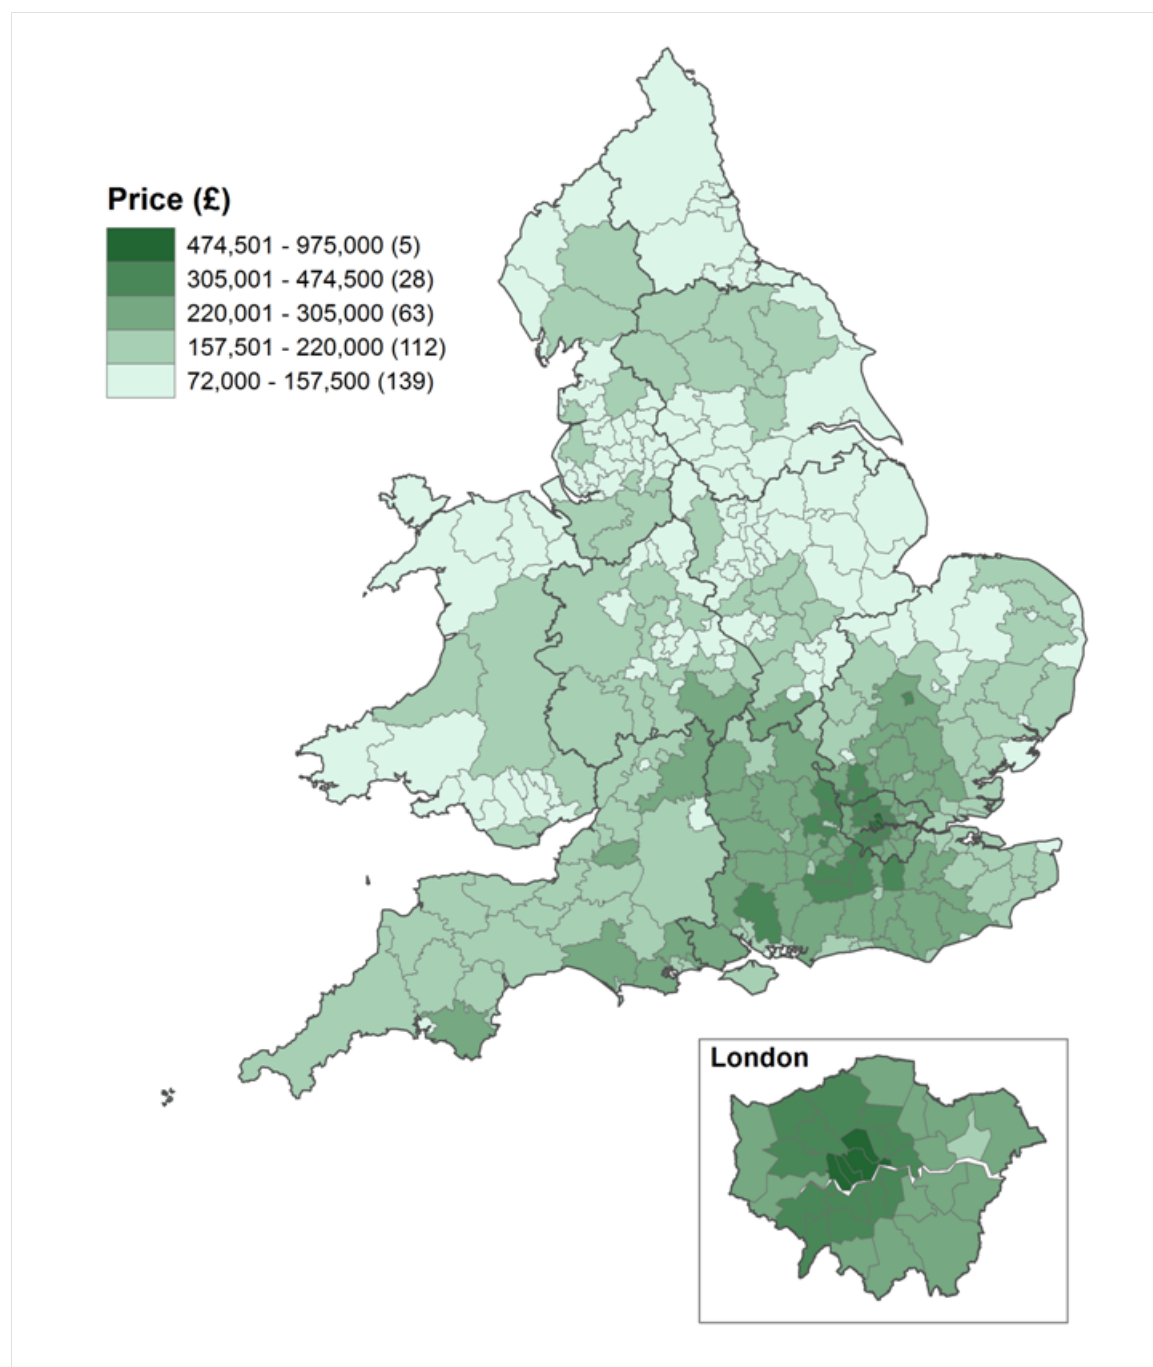 Price (£)
474,501 - 975,000 (5)
305,001 - 474,500 (28)
220,001 - 305,000 (63)
157,501 - 220,000 (112)
72,000 - 157,500 (139)
London